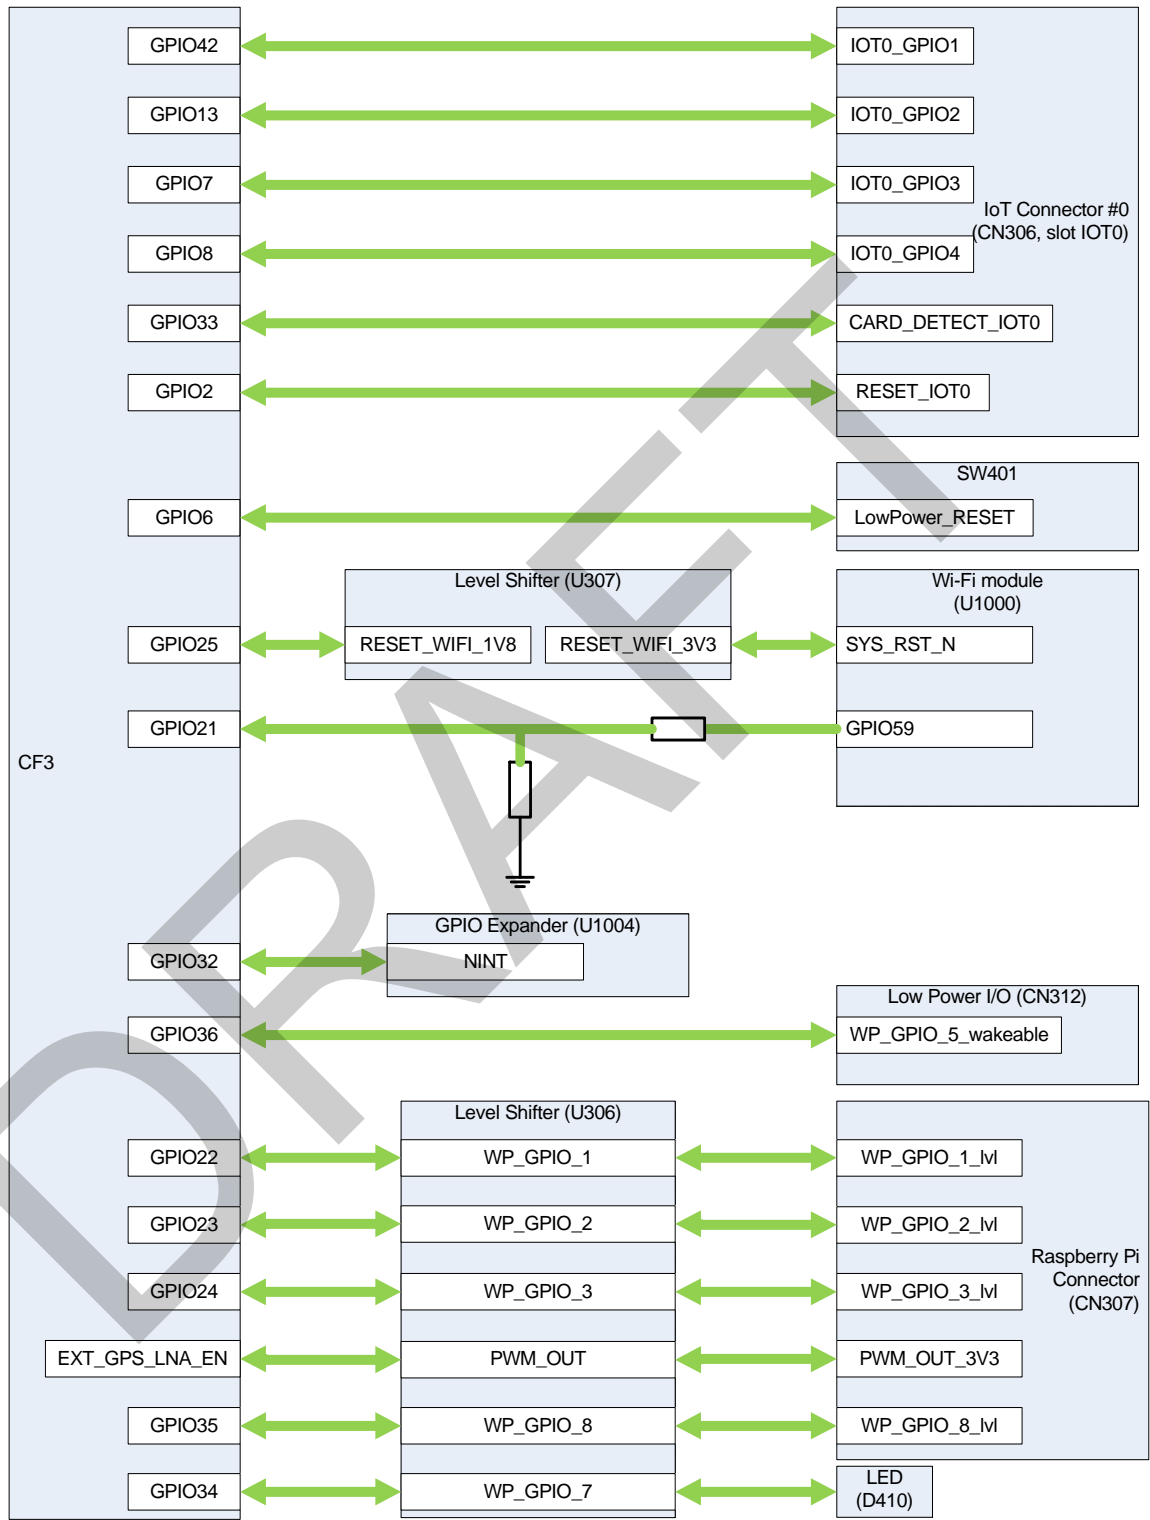 GPIO42
IOT0_GPIO1
GPIO13
IOT0_GPIO2
GPIO7
IOT0_GPIO3
IoT Connector #0
(CN306, slot IOT0)
GPIO8
IOT0_GPIO4
GPIO33
CARD_DETECT_IOT0
GPIO2
RESET_IOT0
SW401
GPIO6
LowPower_RESET
Level Shifter (U307)
Wi-Fi module
(U1000)
GPIO25
RESET_WIFI_1V8
RESET_WIFI_3V3
SYS_RST_N
GPIO21
GPIO59
CF3
GPIO Expander (U1004)
GPIO32
NINT
Low Power I/O (CN312)
GPIO36
WP_GPIO_5_wakeable
Level Shifter (U306)
GPIO22
WP_GPIO_1
WP_GPIO_1_lvl
GPIO23
WP_GPIO_2
WP_GPIO_2_lvl
Raspberry Pi
Connector
(CN307)
GPIO24
WP_GPIO_3
WP_GPIO_3_lvl
EXT_GPS_LNA_EN
PWM_OUT
PWM_OUT_3V3
GPIO35
WP_GPIO_8
WP_GPIO_8_lvl
GPIO34
WP_GPIO_7
LED
(D410)
DRAFT